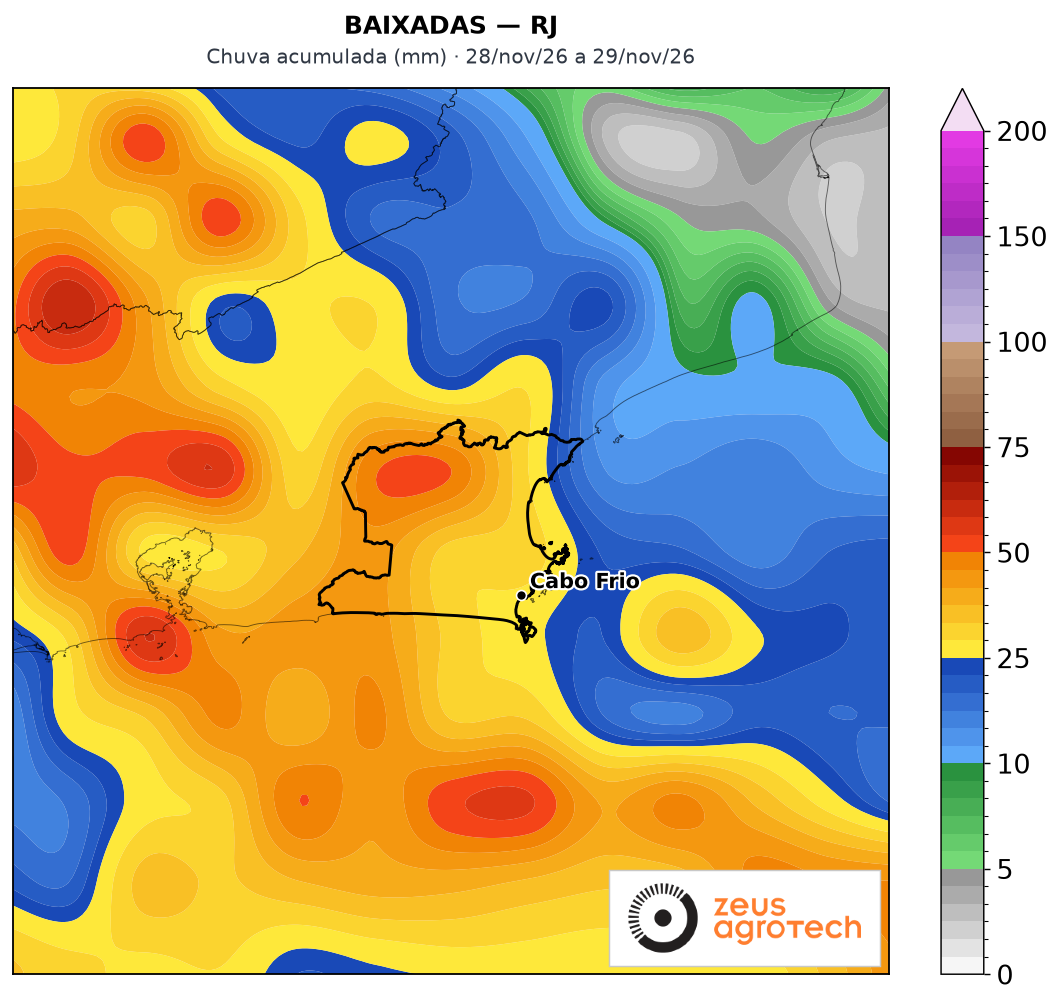 BAIXADAS — RJ
Chuva acumulada (mm) · 28/nov/26 a 29/nov/26
200
150
100
75
50
25
10
5
0
Cabo Frio
zeus
agrotech